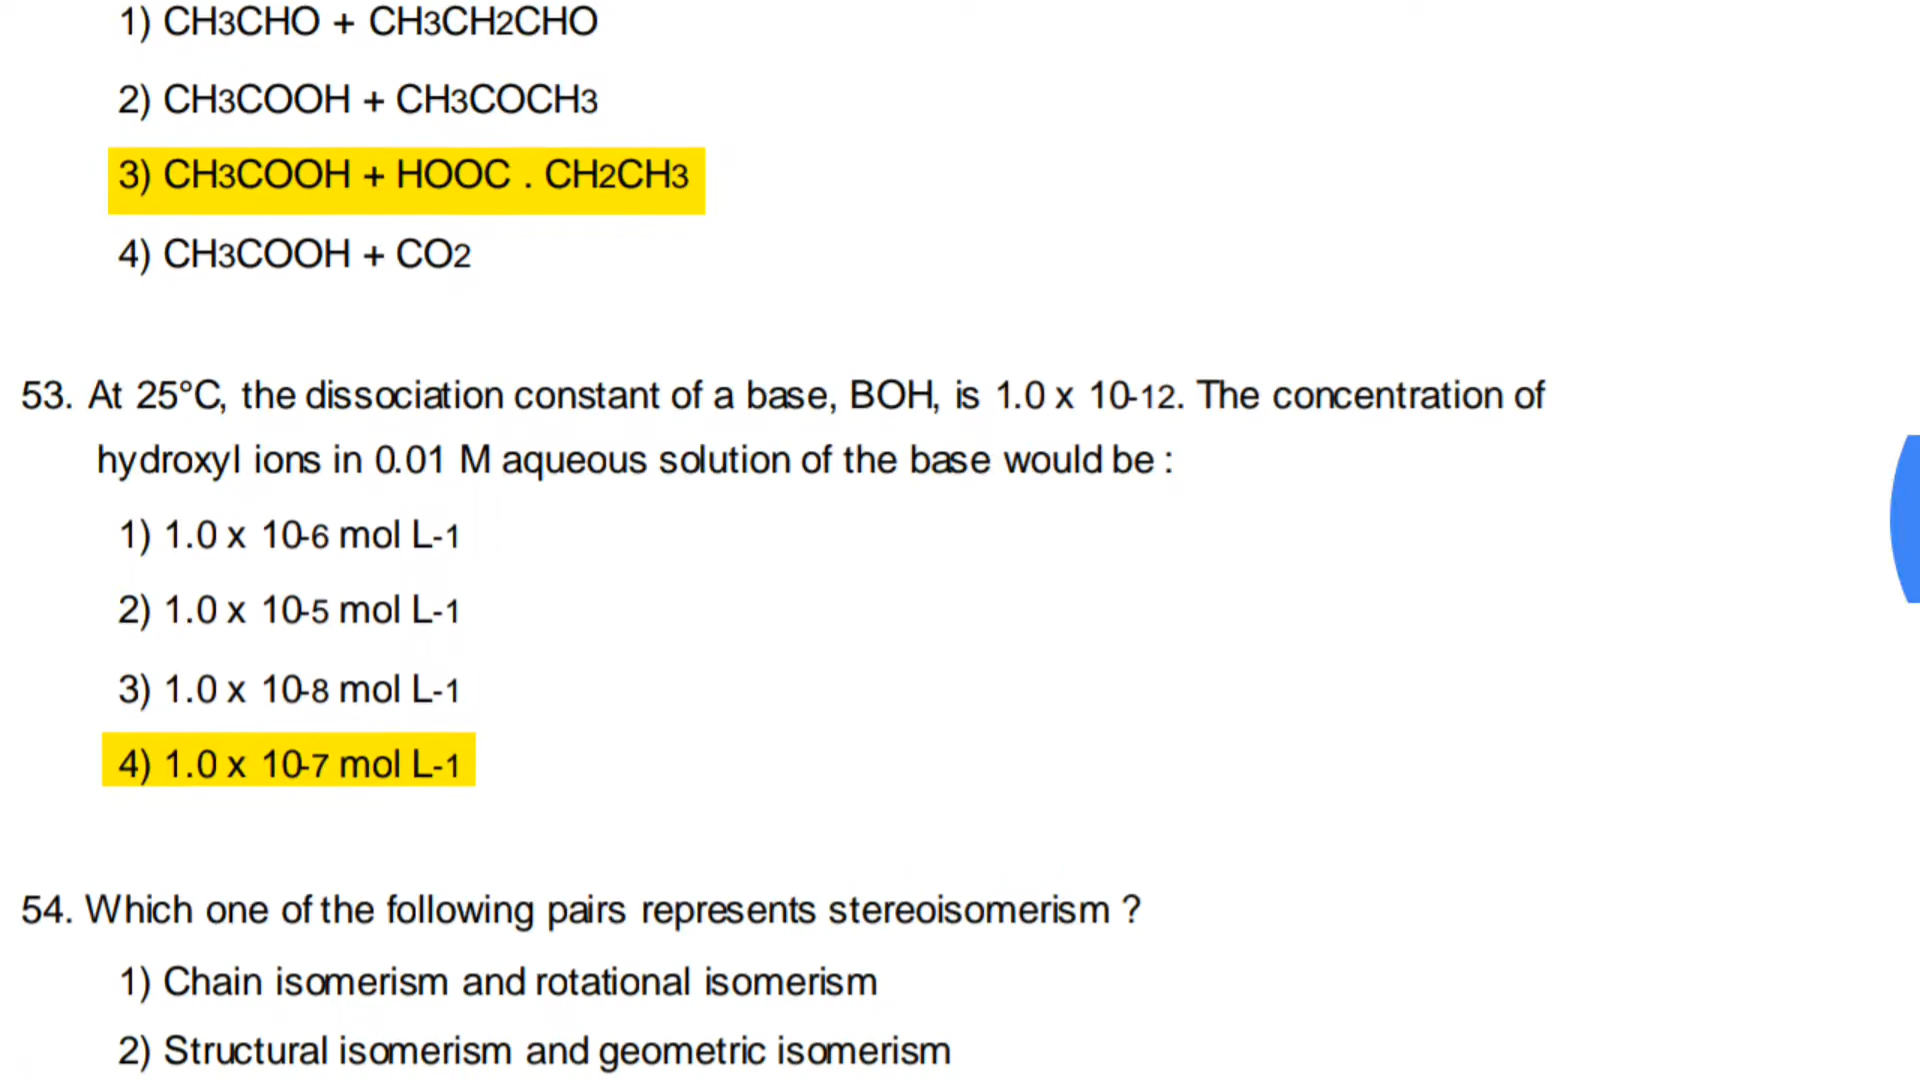 1) CH3CHO + CH3CH2CHO
2) CH3COOH + CH3COCH3
3) CH3COOH + HOOC . CH2CH3
4) CH3COOH + CO2
53. At 25°C, the dissociation constant of a base, BOH, is 1.0 x 10-12. The concentration of
hydroxyl ions in 0.01 M aqueous solution of the base would be :
1) 1.0 x 10-6 mol L-1
2) 1.0 x 10-5 mol L-1
3) 1.0 x 10-8 mol L-1
4) 1.0 x 10-7 mol L-1
54. Which one of the following pairs represents stereoisomerism ?
1) Chain isomerism and rotational isomerism
2) Structural isomerism and geometric isomerism